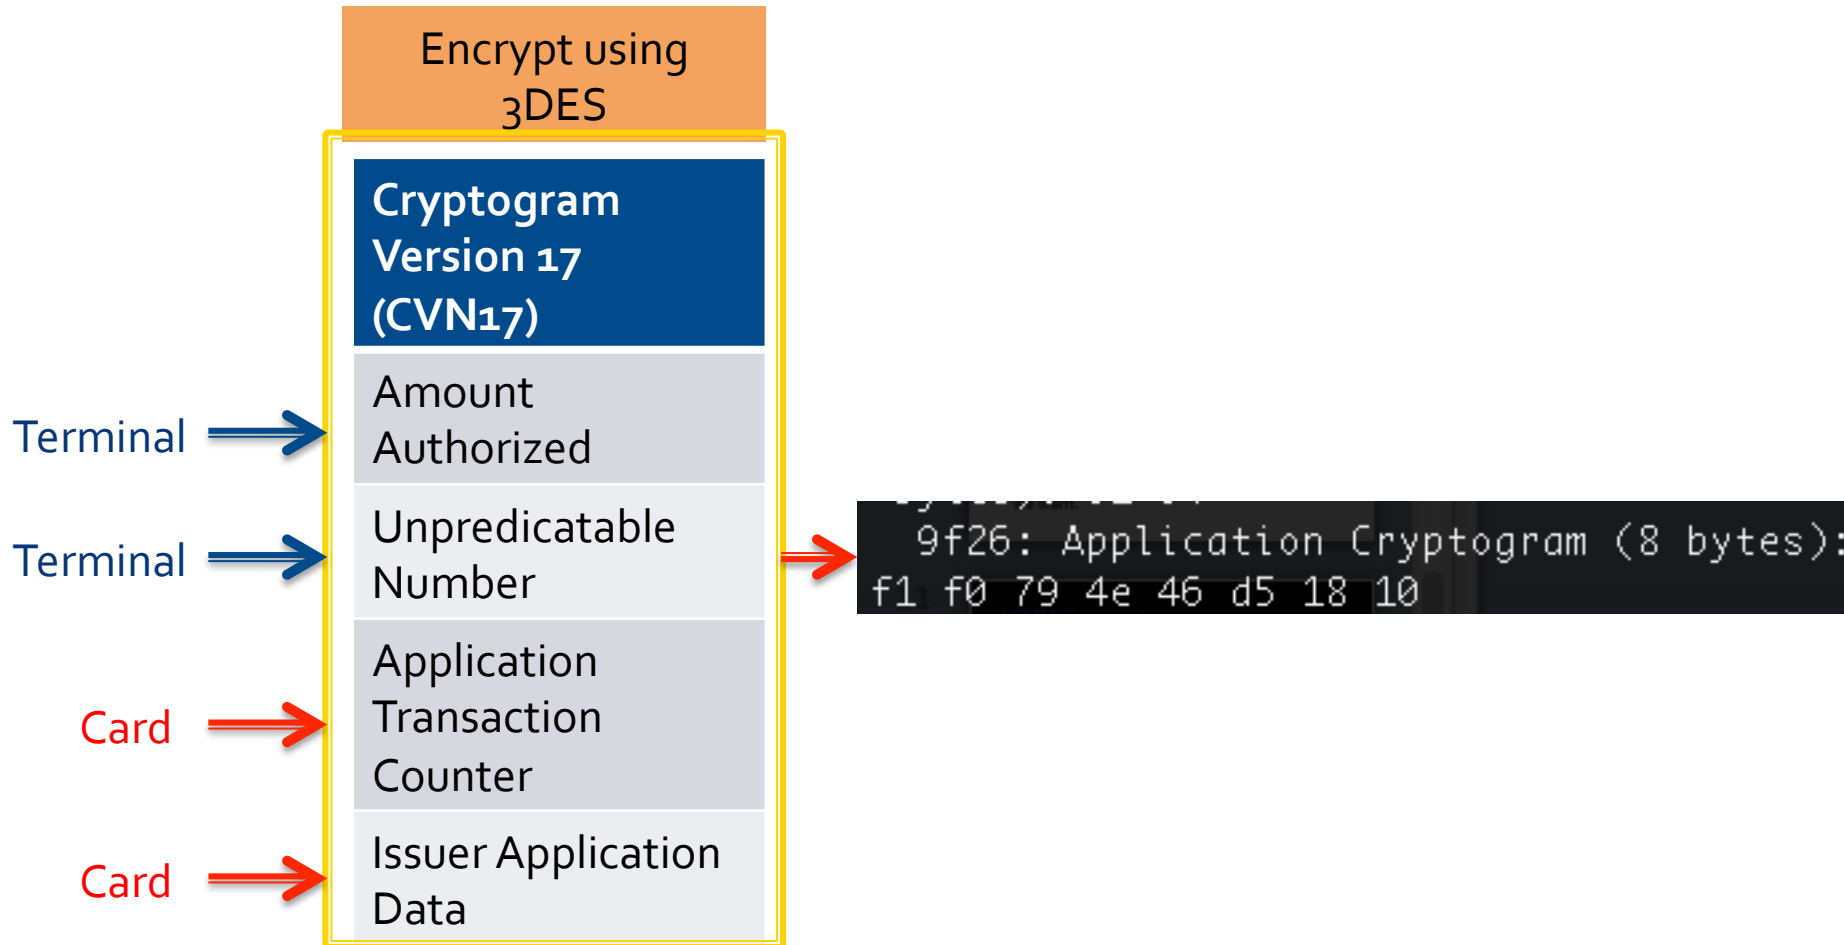 Encrypt using
3DES
Cryptogram
Version 17
(CVN17)
Amount
Authorized
Terminal
Unpredicatable
Number
Terminal
Application
Transaction
Counter
Card
Issuer Application
Data
Card
9f26: Application Cryptogram (8 bytes):
f1 f0 79 4e 46 d5 18 10